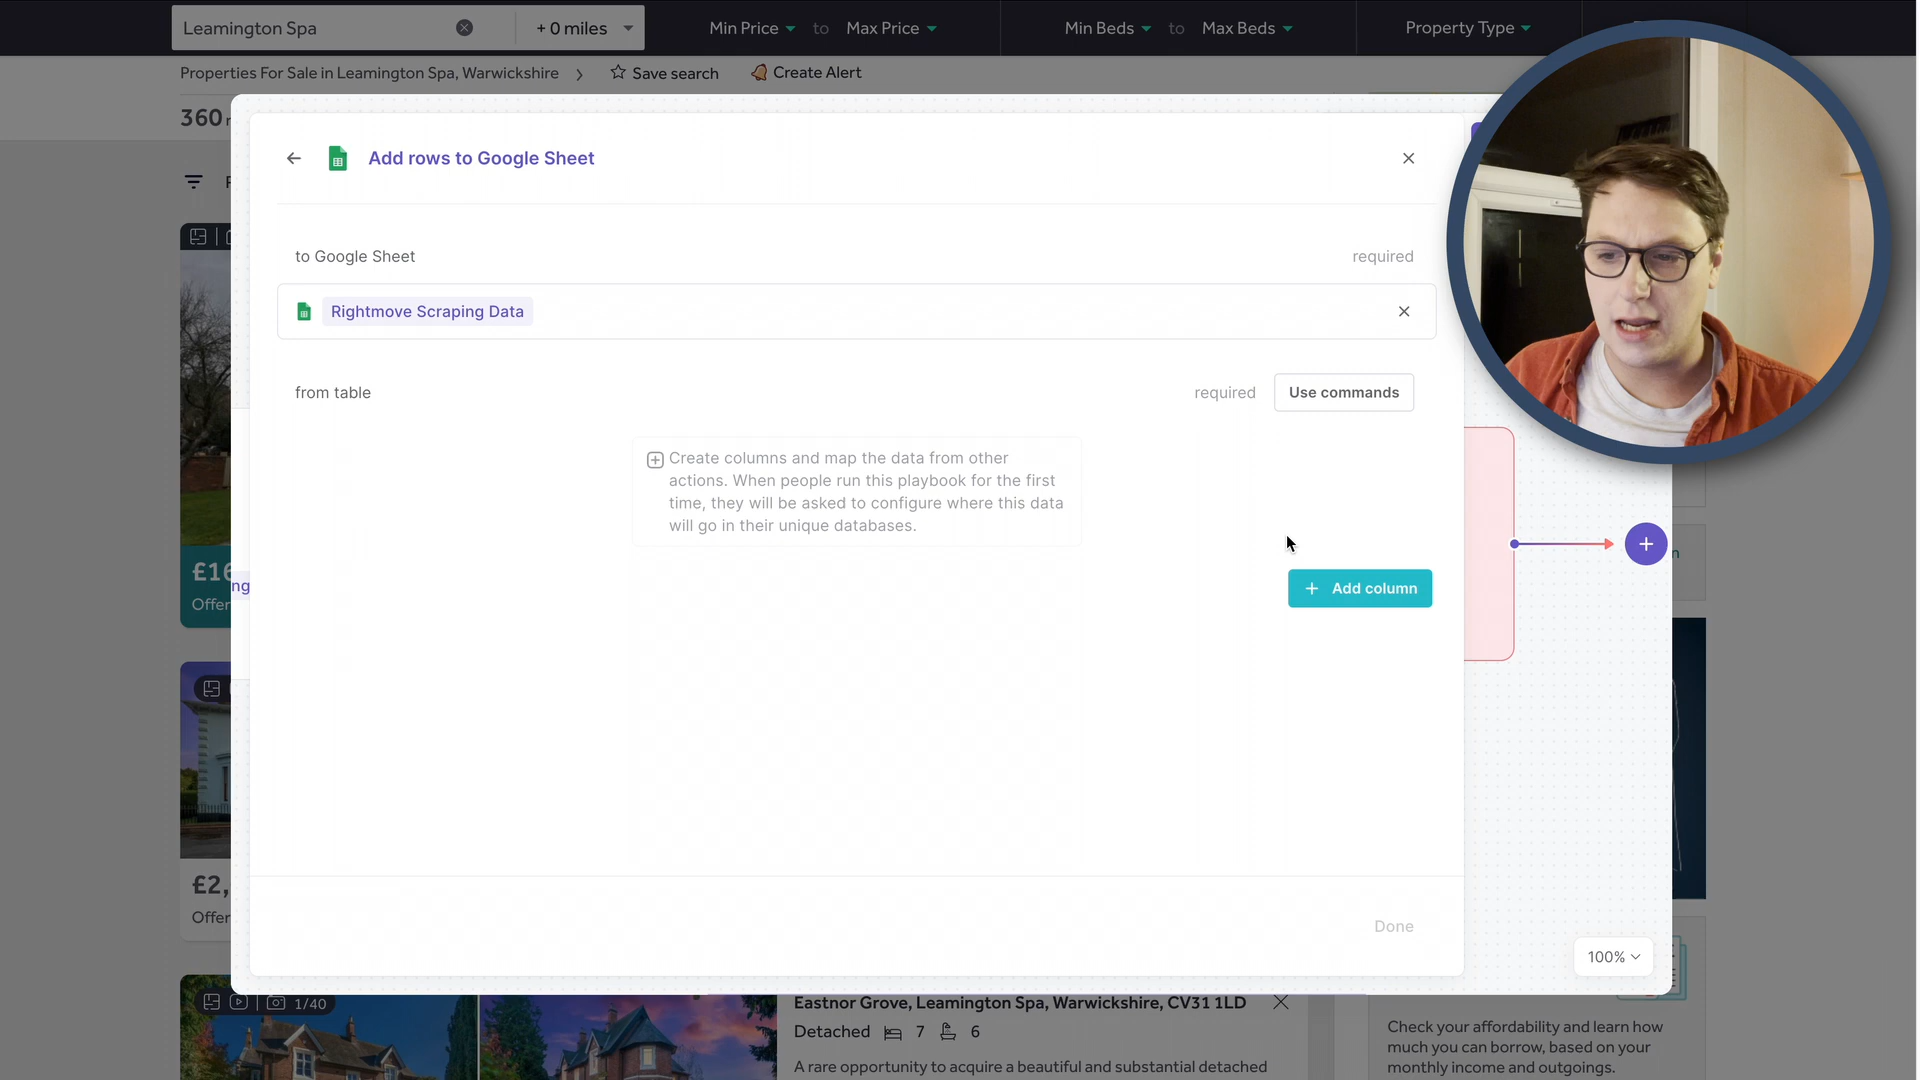 Leamington Spa
+ 0 miles
Min Price to Max Price
Min Beds to Max Beds
Property Type
Properties For Sale in Leamington Spa, Warwickshire
Save search
Create Alert
360
Add rows to Google Sheet
to Google Sheet
required
Rightmove Scraping Data
from table
required
Use commands
Create columns and map the data from other
actions. When people run this playbook for the first
time, they will be asked to configure where this data
will go in their unique databases.
Add column
£16
ng
Offer
£2,
Offer
Done
100%
1/40
Eastnor Grove, Leamington Spa, Warwickshire, CV31 1LD
Detached 7 6
A rare opportunity to acquire a beautiful and substantial detached
Check your affordability and learn how
much you can borrow, based on your
monthly income and outgoings.